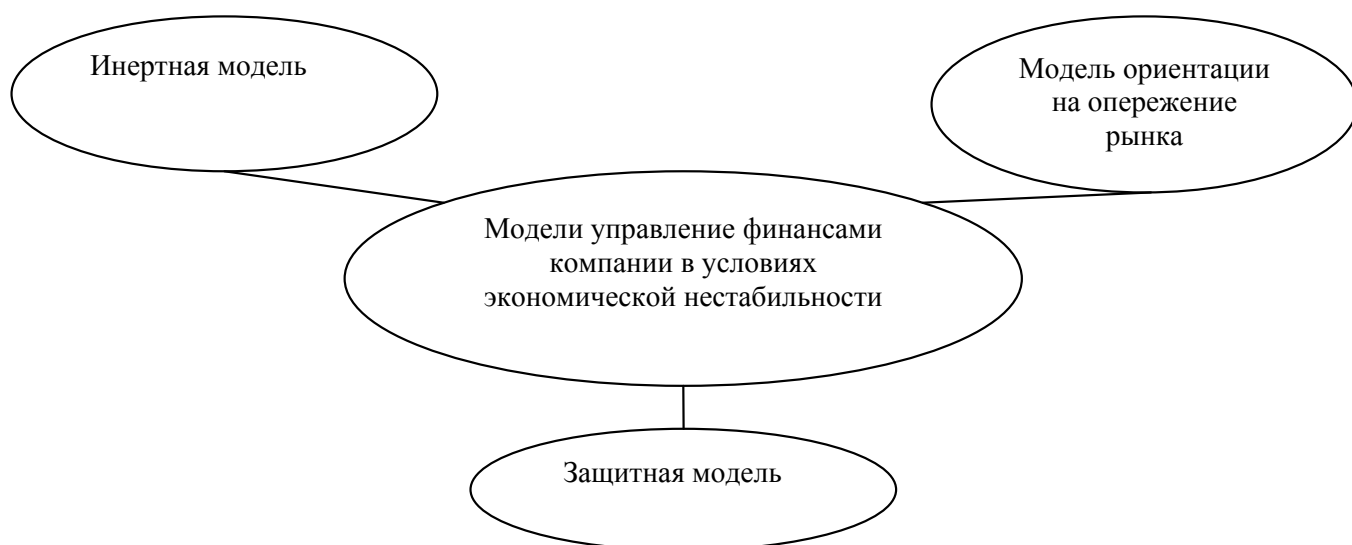 Инертная модель
Модель ориентации
на опережение
рынка
Модели управление финансами
компании в условиях
экономической нестабильности
Защитная модель